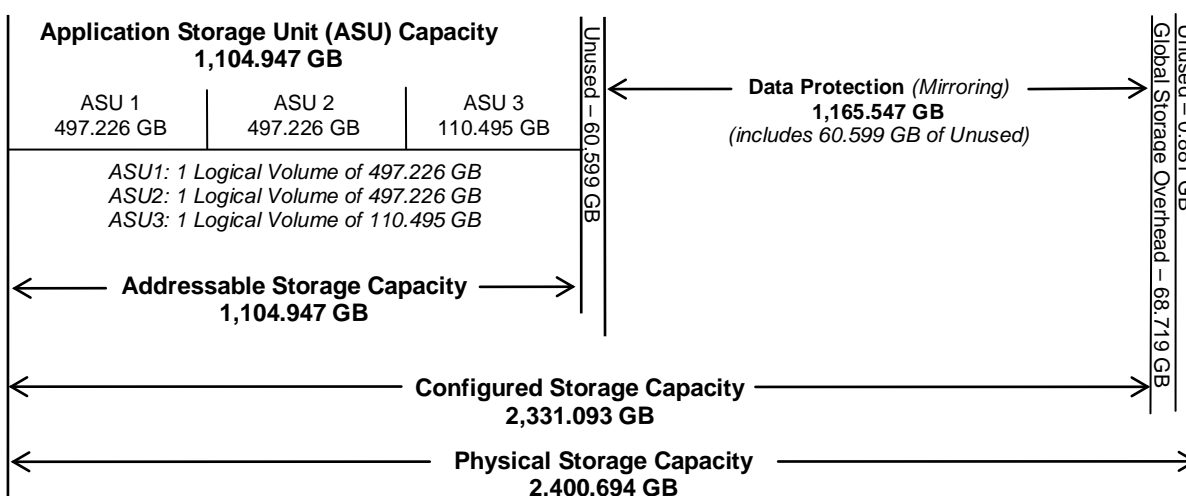 Application Storage Unit (ASU) Capacity
1,104.947 GB
ASU 1
497.226 GB
ASU 2
497.226 GB
ASU 3
110.495 GB
ASU1: 1 Logical Volume of 497.226 GB
ASU2: 1 Logical Volume of 497.226 GB
ASU3: 1 Logical Volume of 110.495 GB
Unused – 60.599 GB
Data Protection (Mirroring)
1,165.547 GB
(includes 60.599 GB of Unused)
Global Storage Overhead – 68.719 GB
Unused – 0.881 GB
Addressable Storage Capacity
1,104.947 GB
Configured Storage Capacity
2,331.093 GB
Physical Storage Capacity
2,400.694 GB